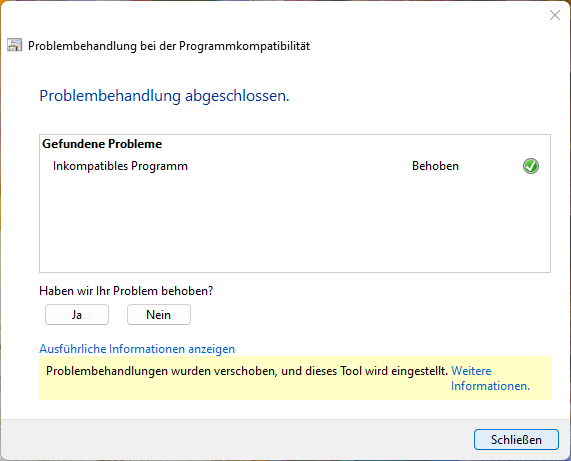 Problembehandlung bei der Programmkompatibilität
Problembehandlung abgeschlossen.
Gefundene Probleme
Inkompatibles Programm Behoben
Haben wir Ihr Problem behoben?
Ja Nein
Ausführliche Informationen anzeigen
Problembehandlungen wurden verschoben, und dieses Tool wird eingestellt. Weitere
Informationen.
Schließen